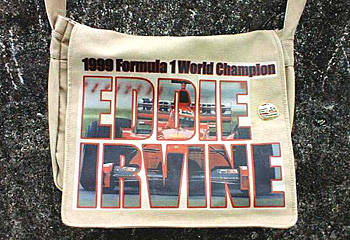 1999 Formula 1 World Champion
EDDIE
IRVINE